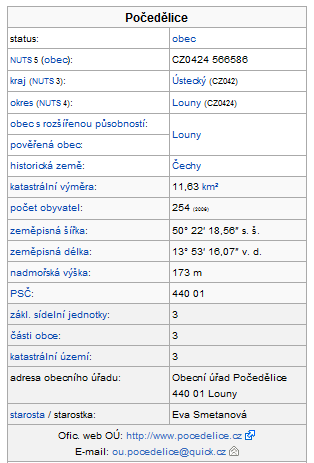 Počedělice
status: obec
NUTS 5 (obec): CZ0424 566586
kraj (NUTS 3): Ústecký (CZ042)
okres (NUTS 4): Louny (CZ0424)
obec s rozšířenou působností:
Louny
pověřená obec:
historická země: Čechy
katastrální výměra: 11,63 km²
počet obyvatel: 254 (2006)
zeměpisná šířka: 50° 22' 18,56" s. š.
zeměpisná délka: 13° 53' 16,07" v. d.
nadmořská výška: 173 m
PSČ: 440 01
zákl. sídelní jednotky: 3
části obce: 3
katastrální území: 3
adresa obecního úřadu: Obecní úřad Počedělice
440 01 Louny
starosta / starostka: Eva Smetanová
Ofic. web OÚ: http://www.pocedelice.cz
E-mail: ou.pocedelice@quick.cz